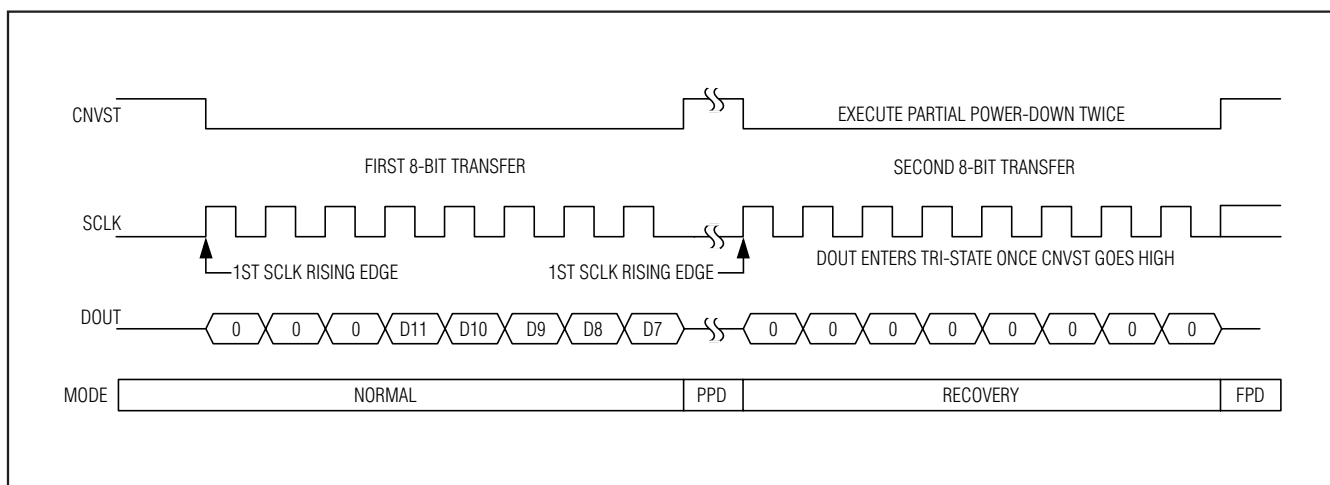 CNVST
EXECUTE PARTIAL POWER-DOWN TWICE
FIRST 8-BIT TRANSFER
SECOND 8-BIT TRANSFER
SCLK
1ST SCLK RISING EDGE
1ST SCLK RISING EDGE
DOUT ENTERS TRI-STATE ONCE CNVST GOES HIGH
DOUT
0 0 0 D11 D10 D9 D8 D7
0 0 0 0 0 0 0 0
MODE
NORMAL
PPD
RECOVERY
FPD